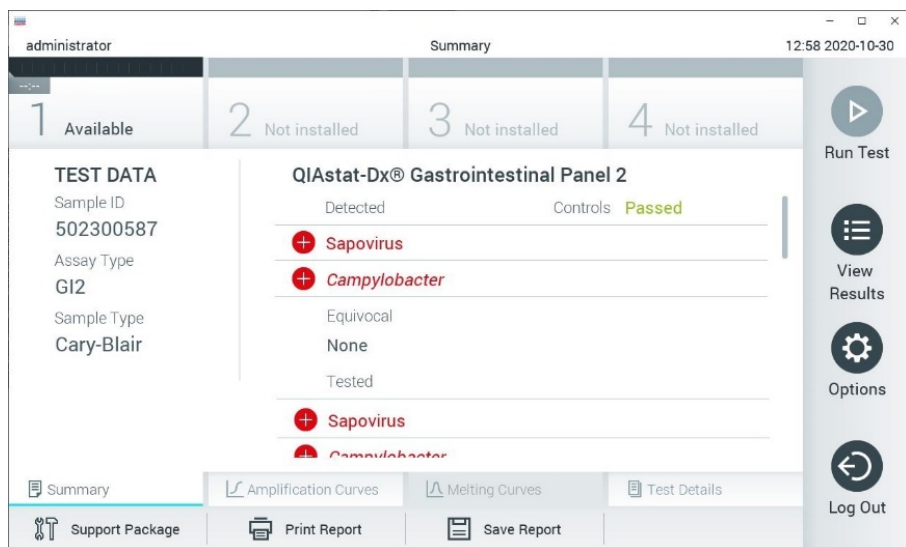 administrator
Summary
12:58 2020-10-30
--:--
1 Available
2 Not installed
3 Not installed
4 Not installed
Run Test
TEST DATA
Sample ID
502300587
Assay Type
GI2
Sample Type
Cary-Blair
QIAstat-Dx® Gastrointestinal Panel 2
Detected
Controls Passed
Sapovirus
Campylobacter
Equivocal
None
Tested
Sapovirus
Campylobacter
View
Results
Options
Log Out
Summary
Amplification Curves
Melting Curves
Test Details
Support Package
Print Report
Save Report